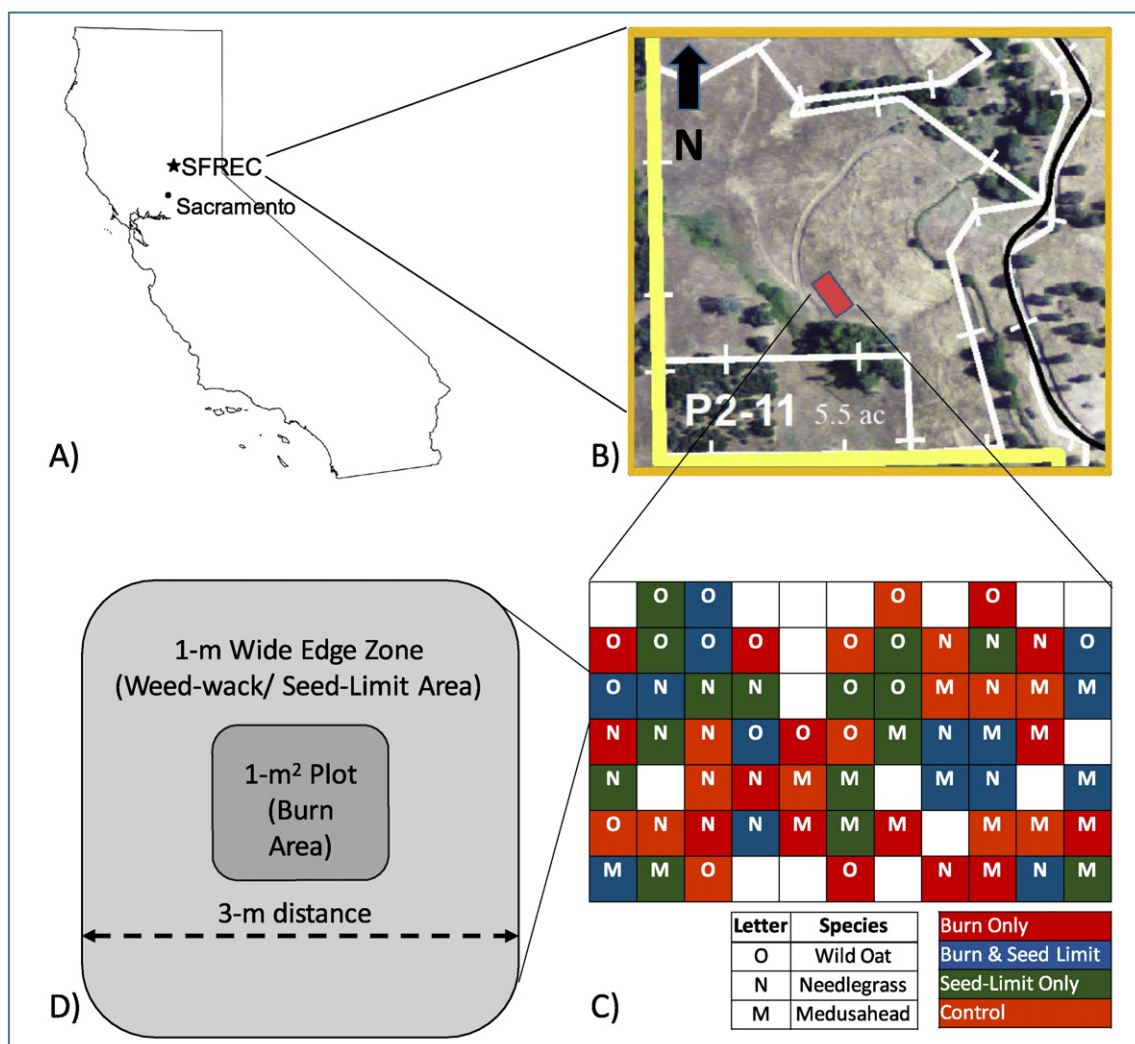 SFREC
Sacramento
A)
N
P2-11 5.5 ac
B)
1-m Wide Edge Zone
(Weed-wack/ Seed-Limit Area)
1-m² Plot
(Burn
Area)
3-m distance
D)
O O O O
O O O O O O N N N O
O N N N O O M N M M
N N N O O O M N M M
N N N M M M N M
O N N N M M M M M M
M M O O N M N M
Letter Species
O Wild Oat
N Needlegrass
M Medusahead
Burn Only
Burn & Seed Limit
Seed-Limit Only
Control
C)